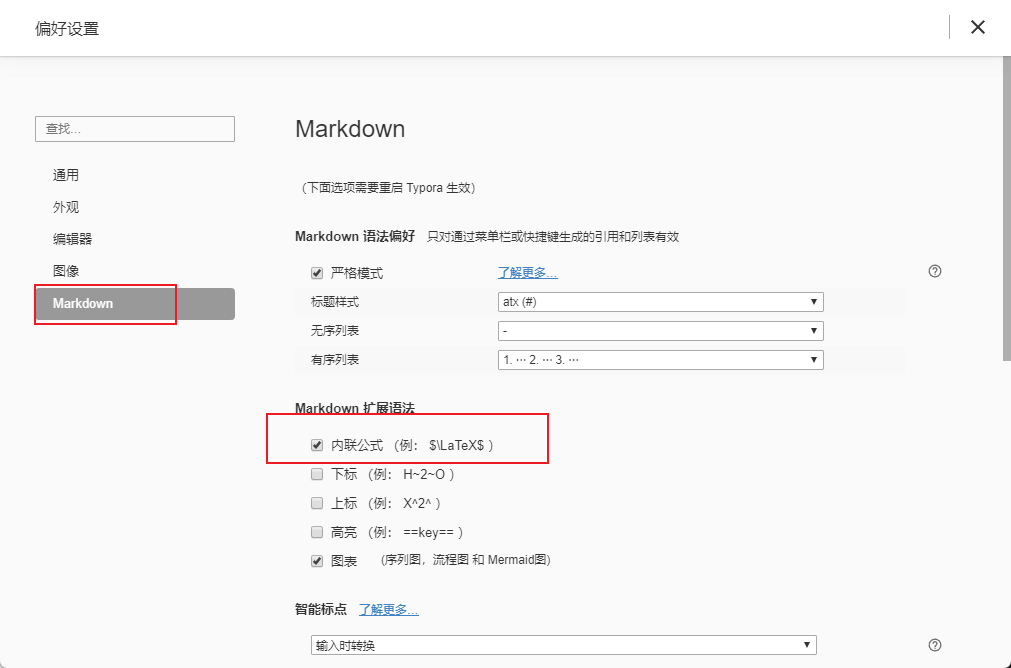 偏好设置
查找...
通用
外观
编辑器
图像
Markdown
Markdown
（下面选项需要重启 Typora 生效）
Markdown 语法偏好 只对通过菜单栏或快捷键生成的引用和列表有效
严格模式 了解更多...
标题样式 atx (#)
无序列表 -
有序列表 1. ··· 2. ··· 3. ···
Markdown 扩展语法
内联公式 （例： $\LaTeX$ ）
下标 （例： H~2~O ）
上标 （例： X^2^ ）
高亮 （例： ==key== ）
图表 （序列图，流程图 和 Mermaid图）
智能标点 了解更多...
输入时转换